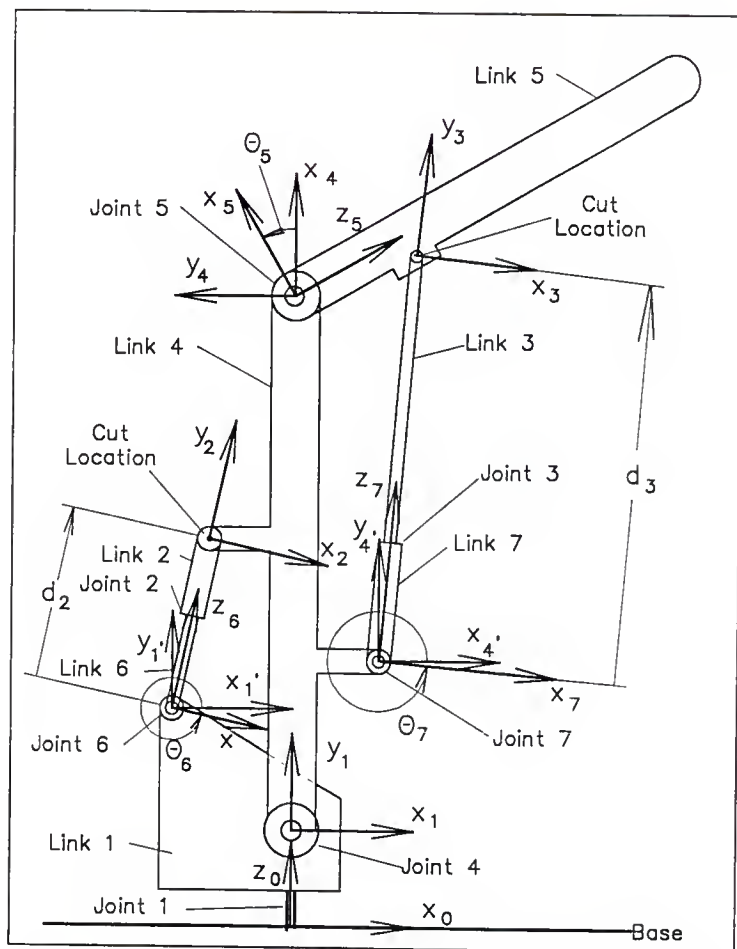 Link 5
y3
Θ5
x4
x5
Joint 5
z5
Cut
Location
y4
x3
Link 4
Link 3
Cut
Location
y2
z7
Joint 3
d3
y4'
Link 7
Link 2
x2
Joint 2
d2
z6
y1'
x4'
Link 6
x1'
x7
Joint 6
Θ6
x
Θ7
Joint 7
y1
x1
Link 1
Joint 4
z0
Joint 1
x0
Base